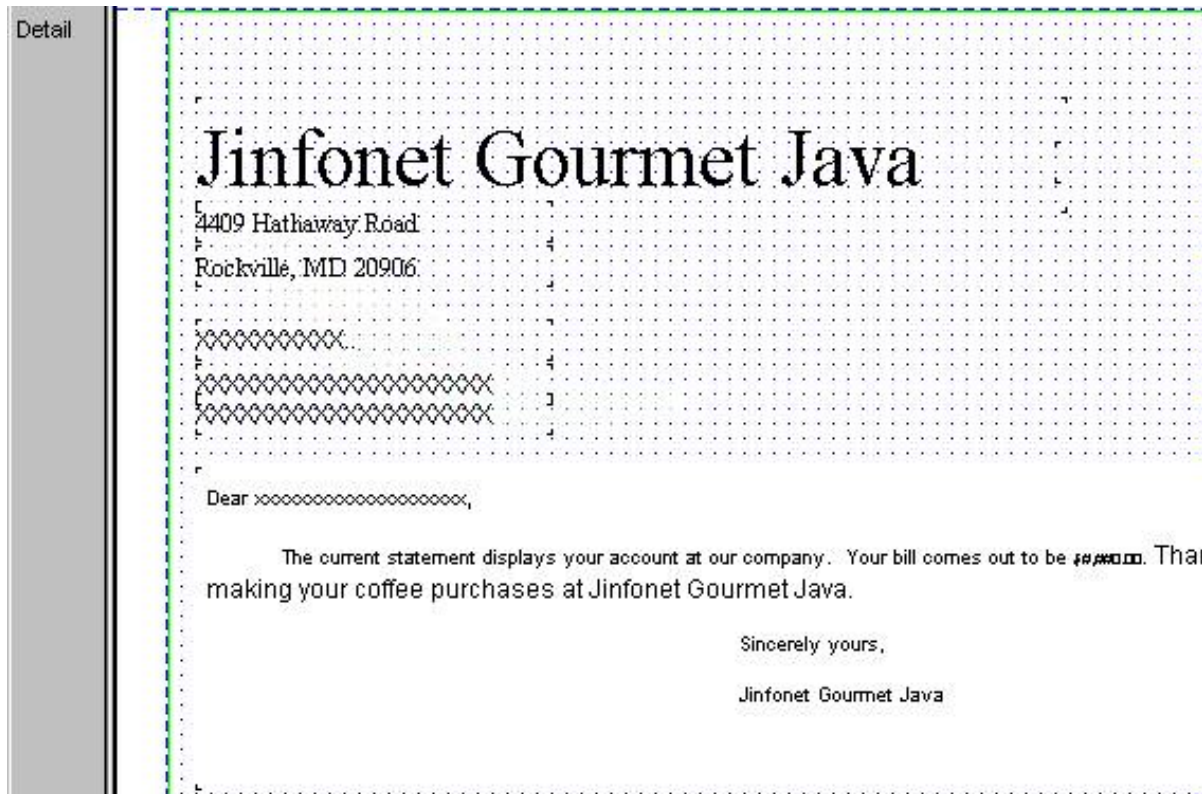 Detail
Jinfonet Gourmet Java
4409 Hathaway Road
Rockville, MD 20906
XXXXXXXXXX...
XXXXXXXXXXXXXXXXXXXX
XXXXXXXXXXXXXXXXXXXX
Dear xxxxxxxxxxxxxxxxxxxx,
The current statement displays your account at our company. Your bill comes out to be
making your coffee purchases at Jinfonet Gourmet Java.
Sincerely yours,
Jinfonet Gourmet Java